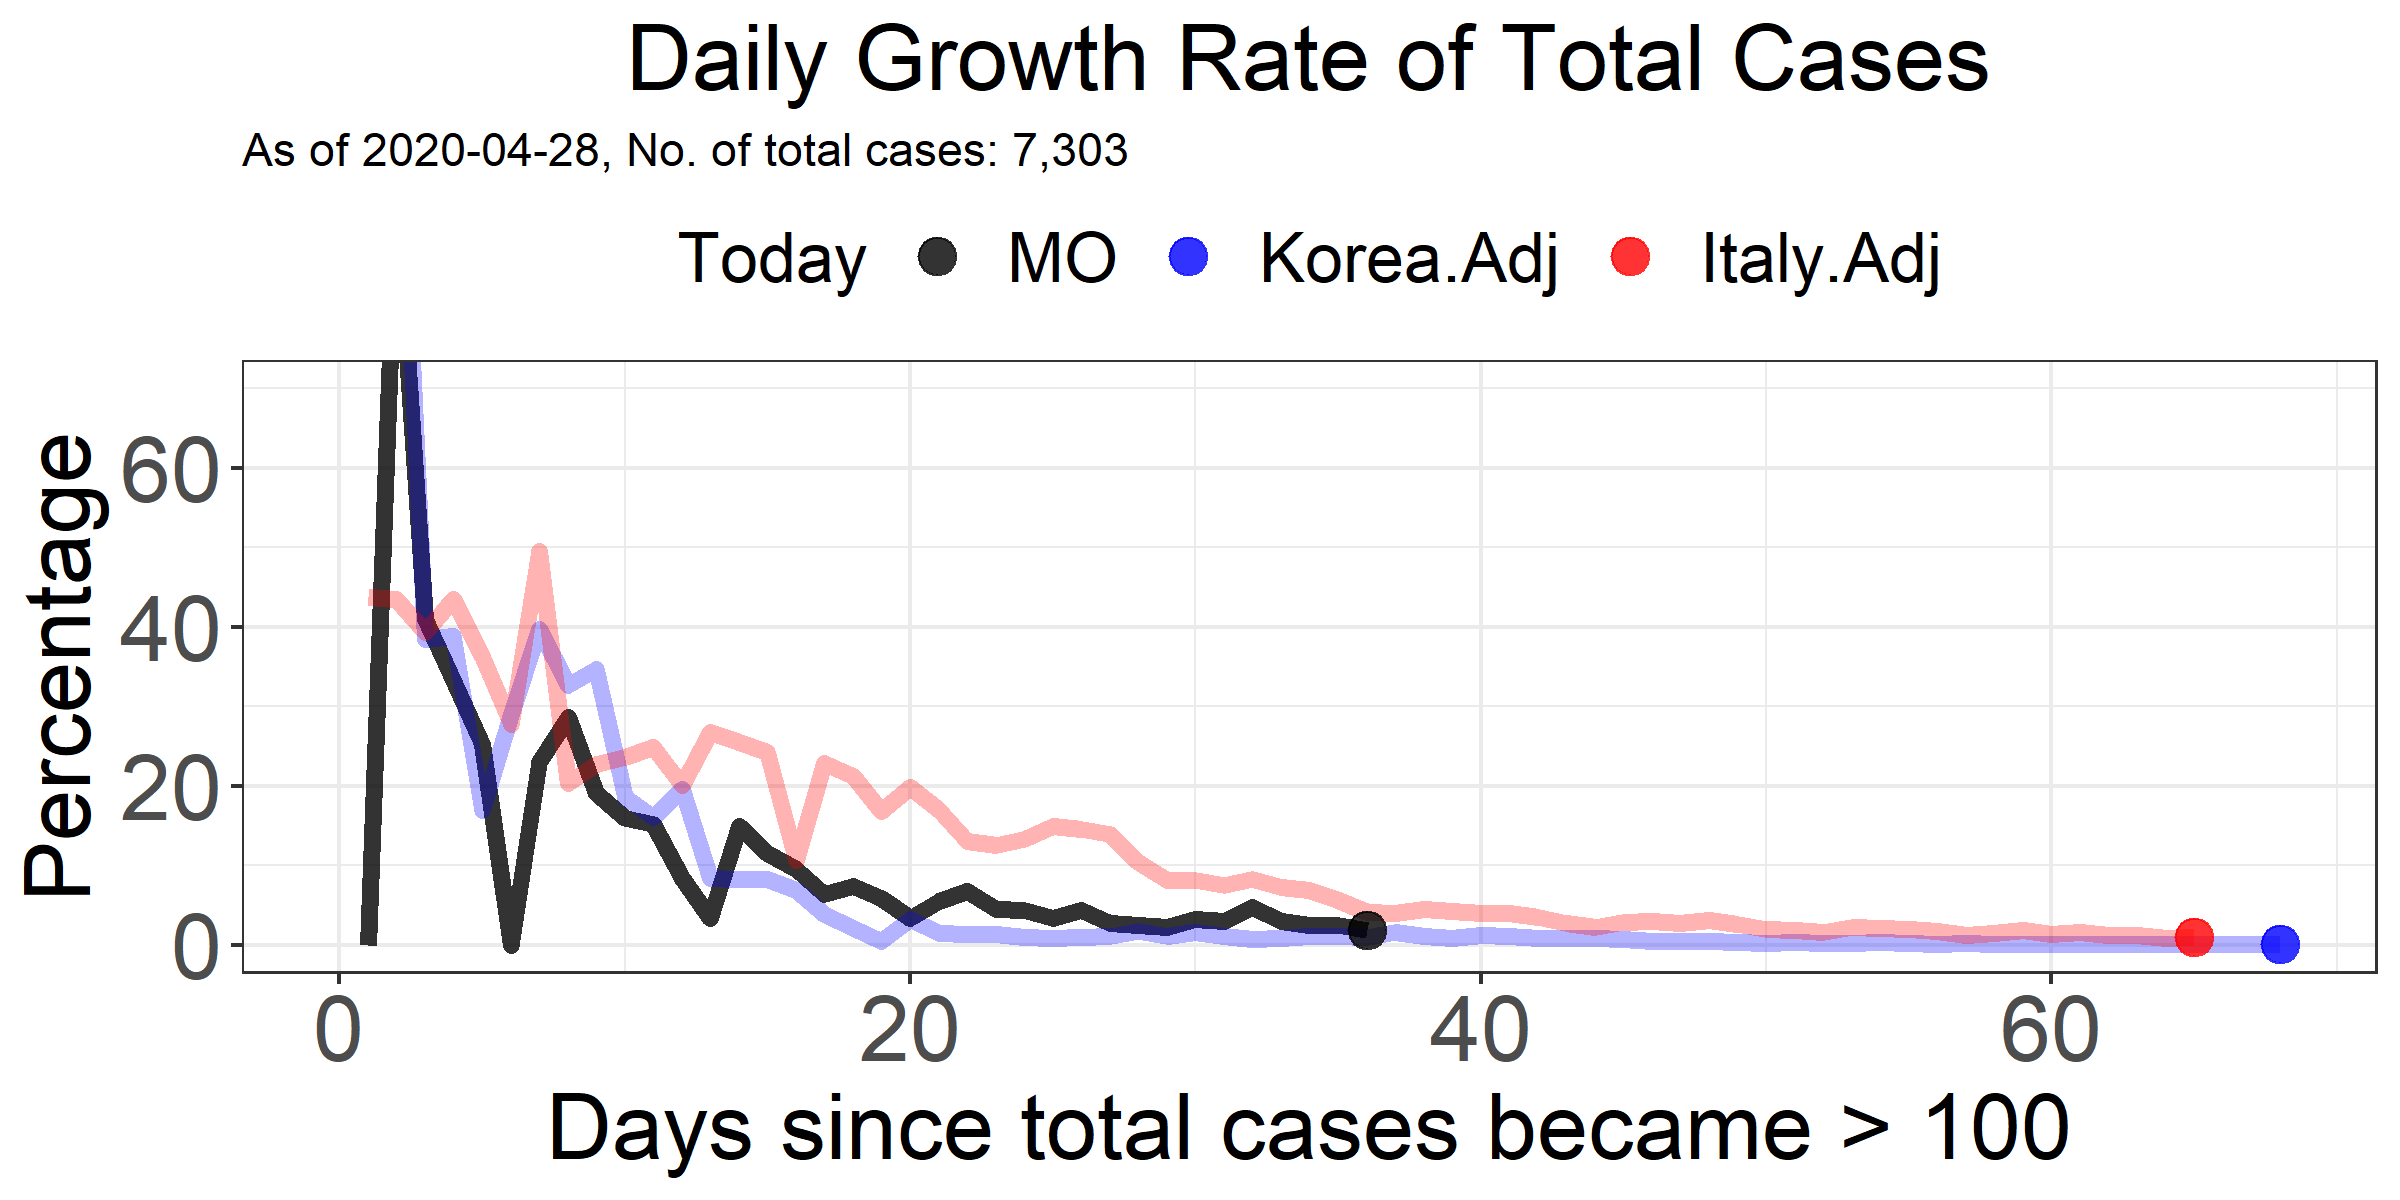 Daily Growth Rate of Total Cases
As of 2020-04-28, No. of total cases: 7,303
Today MO Korea.Adj Italy.Adj
Percentage
60
40
20
0
0 20 40 60
Days since total cases became > 100